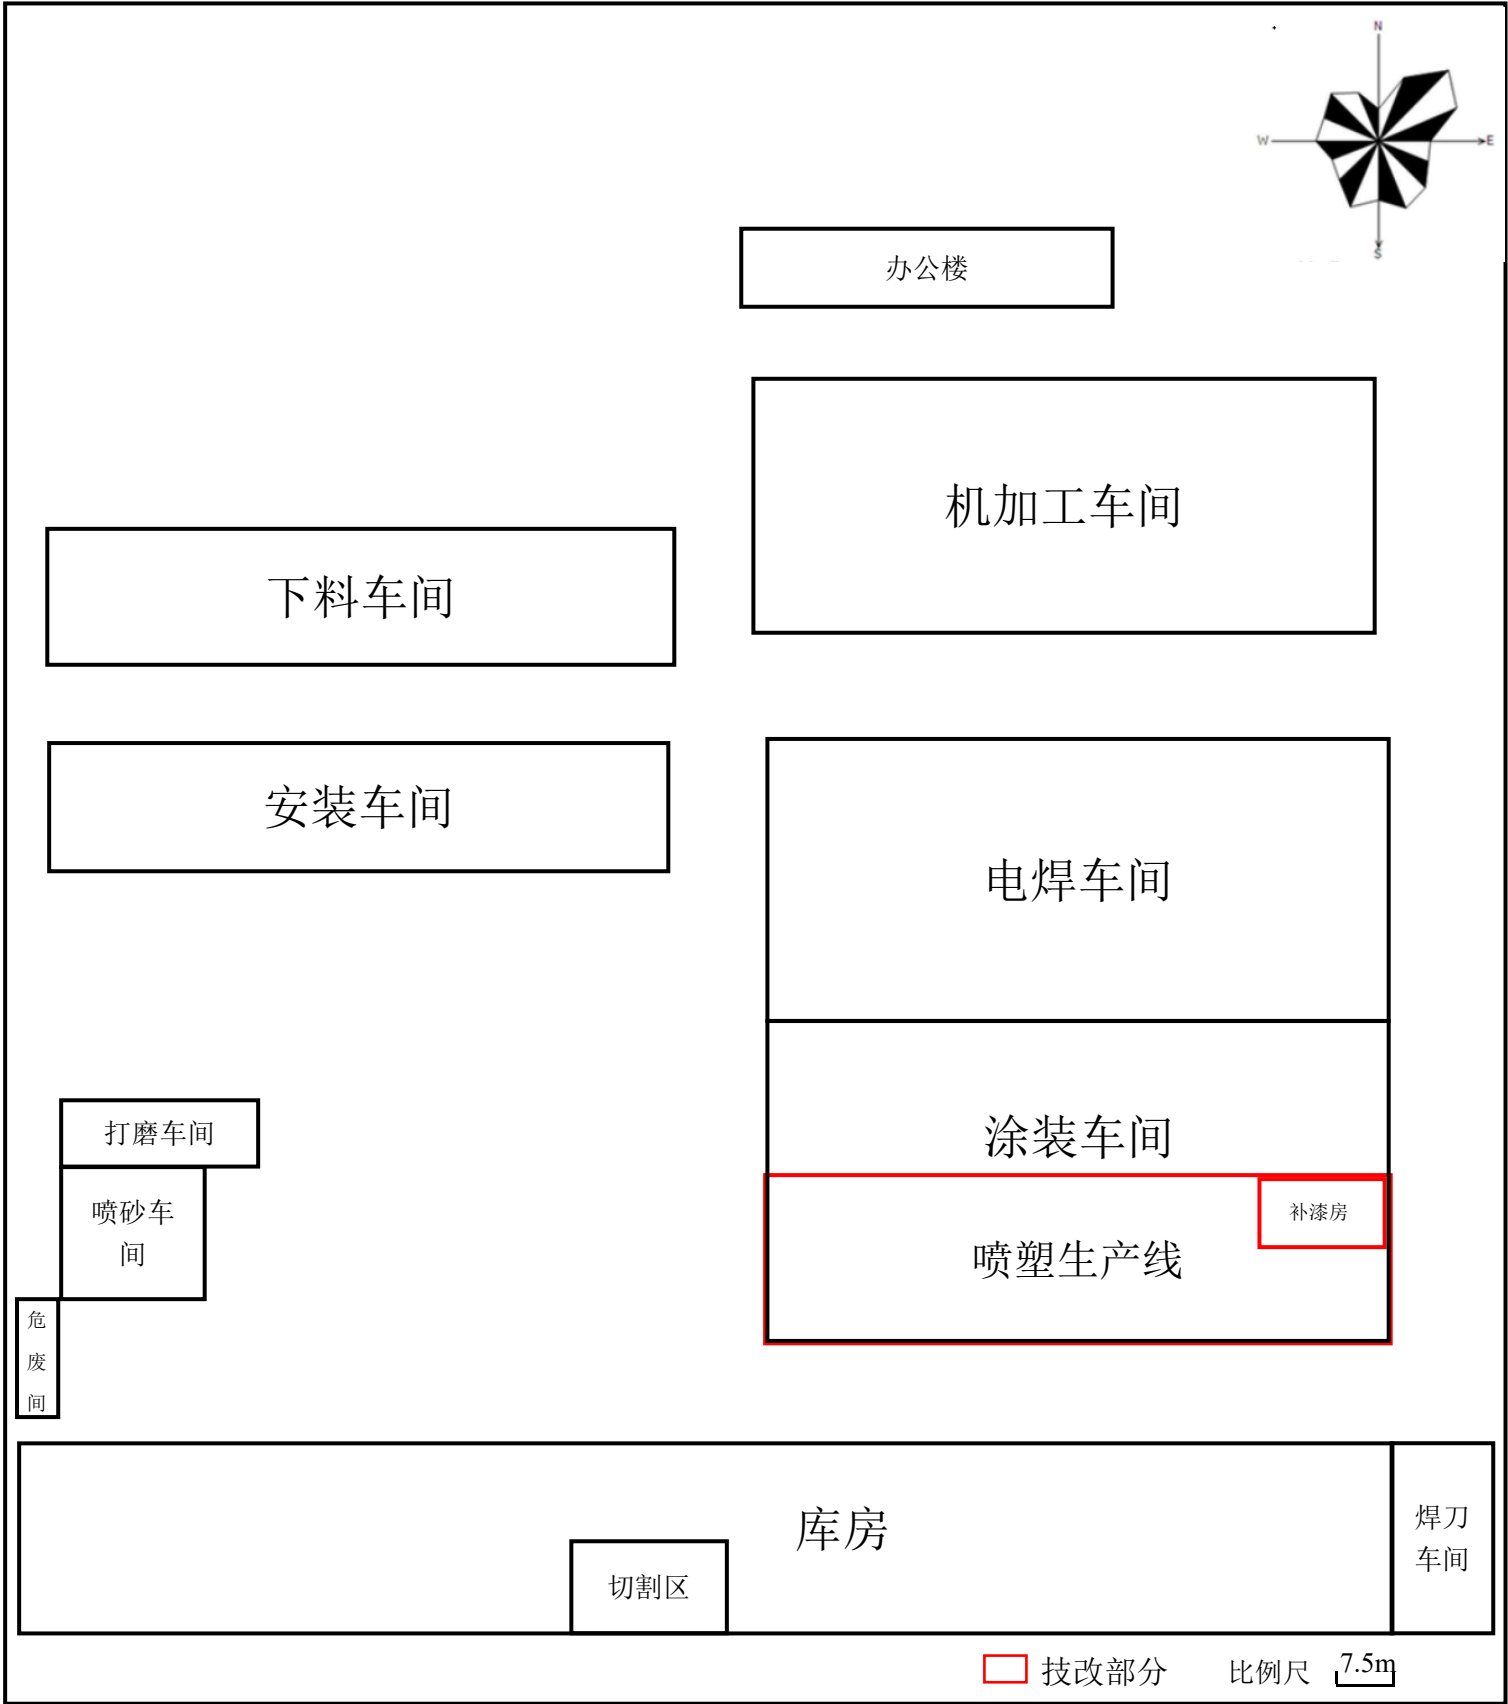 N
W
E
S
办公楼
机加工车间
下料车间
安装车间
电焊车间
涂装车间
打磨车间
喷砂车
间
补漆房
喷塑生产线
危
废
间
库房
切割区
焊刀
车间
技改部分
比例尺
7.5m